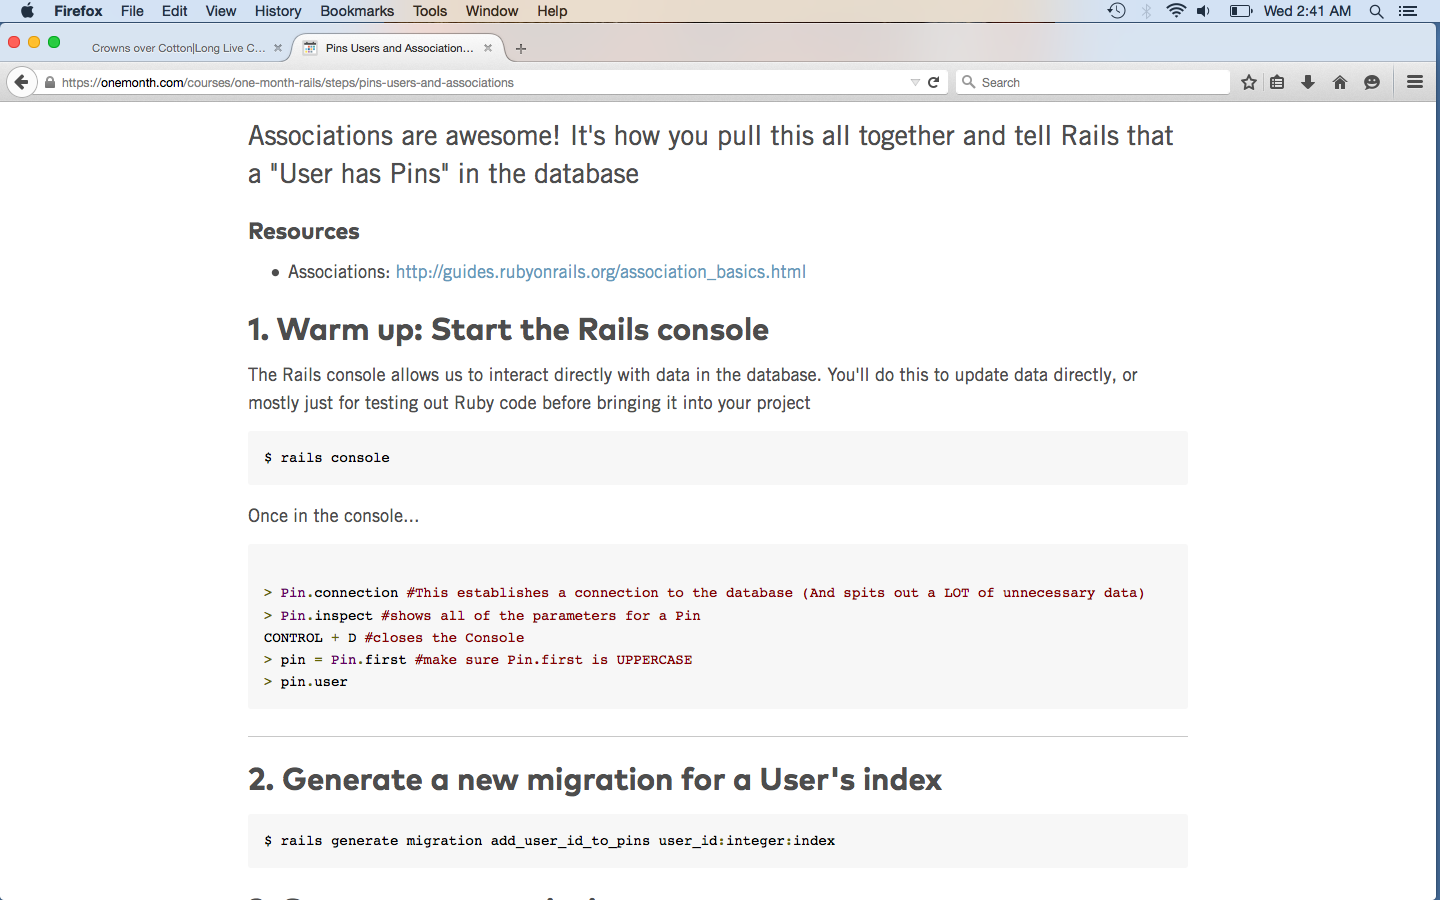 Firefox File Edit View History Bookmarks Tools Window Help Wed 2:41 AM
Crowns over Cotton|Long Live C... Pins Users and Association...
https://onemonth.com/courses/one-month-rails/steps/pins-users-and-associations Search
Associations are awesome! It's how you pull this all together and tell Rails that
a "User has Pins" in the database
Resources
• Associations: http://guides.rubyonrails.org/association_basics.html
1. Warm up: Start the Rails console
The Rails console allows us to interact directly with data in the database. You'll do this to update data directly, or
mostly just for testing out Ruby code before bringing it into your project
$ rails console
Once in the console...
> Pin.connection #This establishes a connection to the database (And spits out a LOT of unnecessary data)
> Pin.inspect #shows all of the parameters for a Pin
CONTROL + D #closes the Console
> pin = Pin.first #make sure Pin.first is UPPERCASE
> pin.user
2. Generate a new migration for a User's index
$ rails generate migration add_user_id_to_pins user_id:integer:index